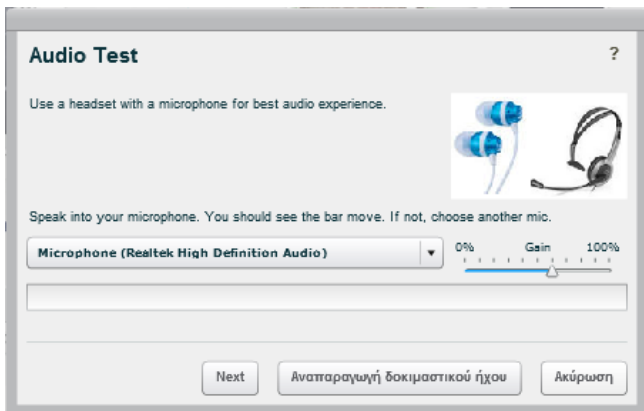 Audio Test
?
Use a headset with a microphone for best audio experience.
Speak into your microphone. You should see the bar move. If not, choose another mic.
Microphone (Realtek High Definition Audio)
0% Gain 100%
Next Αναπαραγωγή δοκιμαστικού ήχου Ακύρωση